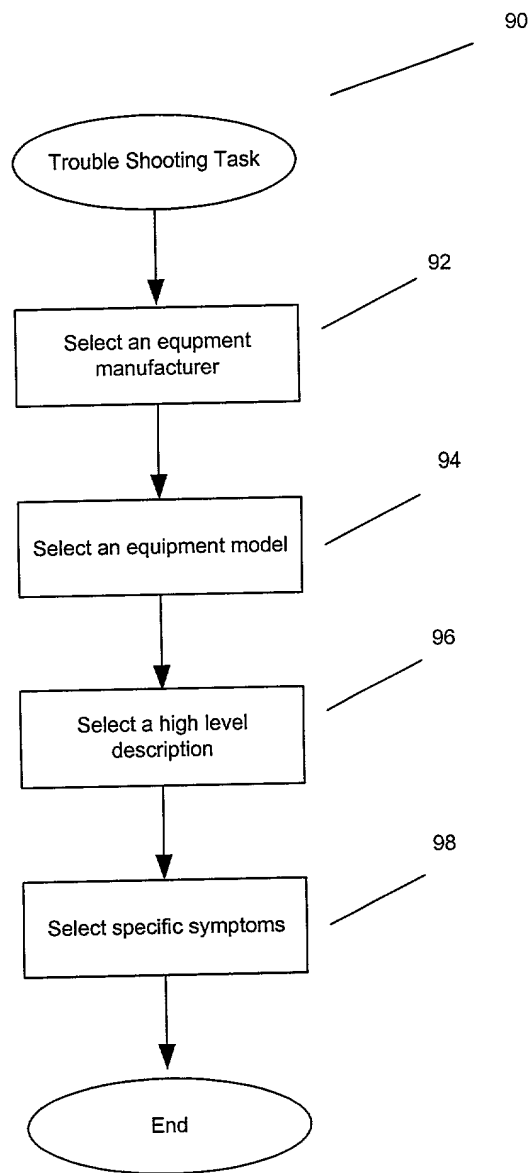 90
Trouble Shooting Task
92
Select an equpment
manufacturer
94
Select an equipment model
96
Select a high level
description
98
Select specific symptoms
End